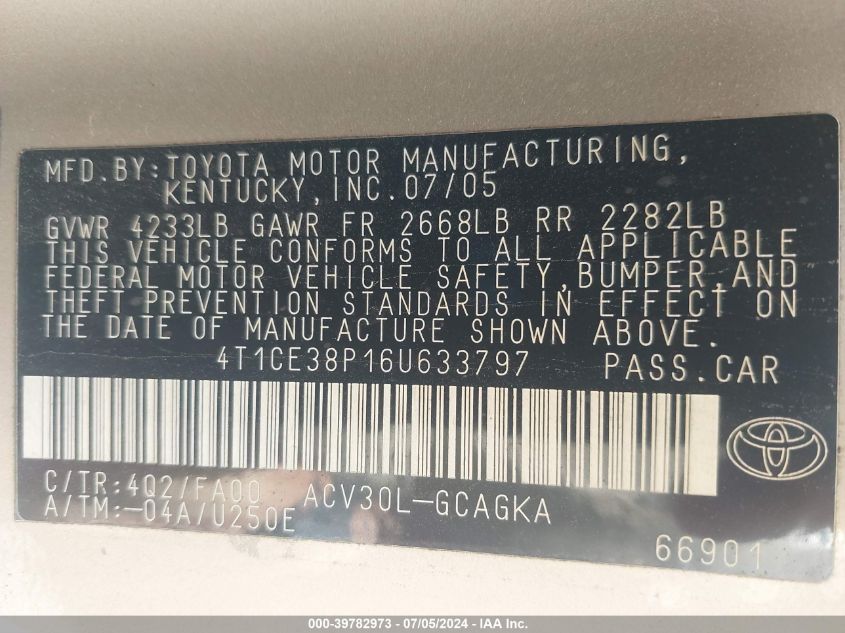 MFD. BY: TOYOTA MOTOR MANUFACTURING,
KENTUCKY, INC. 07/05
GVWR 4233LB GAWR FR 2668LB RR 2282LB
THIS VEHICLE CONFORMS TO ALL APPLICABLE
FEDERAL MOTOR VEHICLE SAFETY, BUMPER, AND
THEFT PREVENTION STANDARDS IN EFFECT ON
THE DATE OF MANUFACTURE SHOWN ABOVE.
4T1CE38P16U633797 PASS. CAR
C/TR: 4Q2/FA00 ACV30L-GCAGKA
A/TM: -04A/U250E
66901
000-39782973 - 07/05/2024 - IAA Inc.